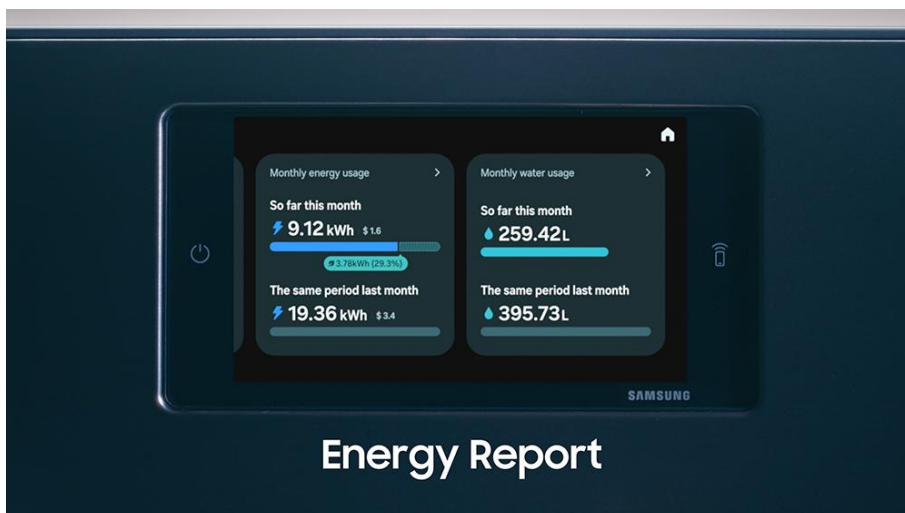 Monthly energy usage
So far this month
9.12 kWh $1.6
3.78kWh (29.3%)
The same period last month
19.36 kWh $3.4
Monthly water usage
So far this month
259.42L
The same period last month
395.73L
SAMSUNG
Energy Report